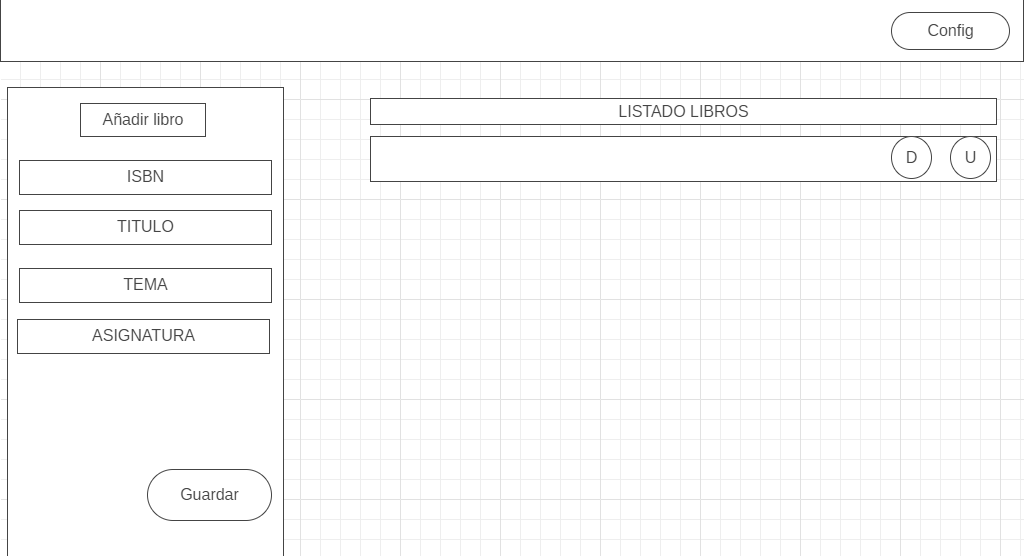 Config
Añadir libro
ISBN
TITULO
TEMA
ASIGNATURA
Guardar
LISTADO LIBROS
D
U